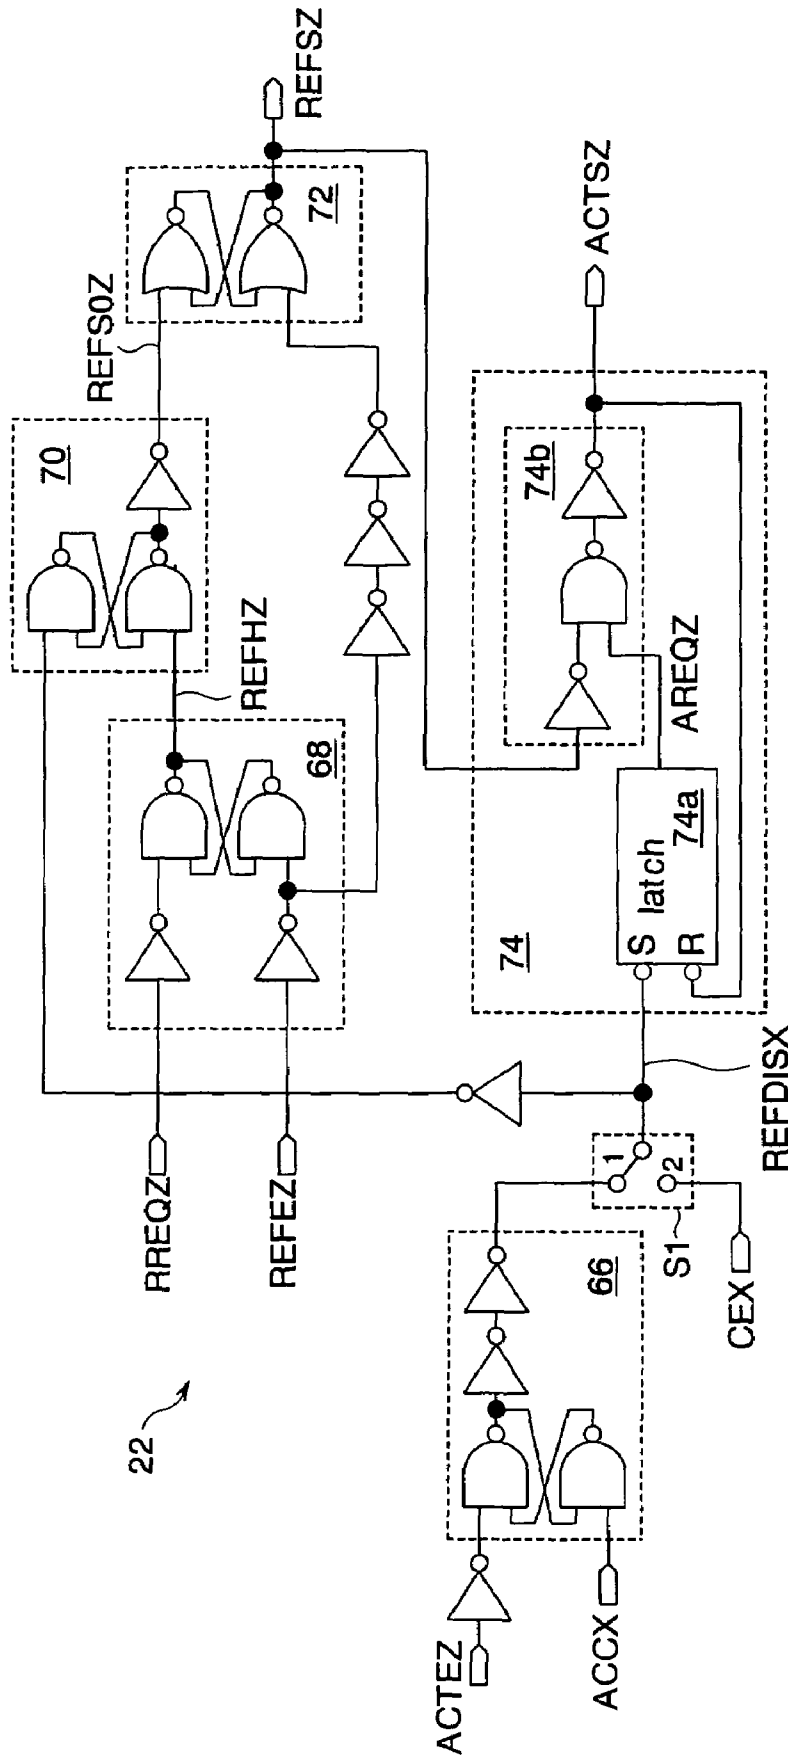 22
RREQZ
REFEZ
68
REFHZ
70
REFS0Z
72
REFSZ
ACTEZ
ACCX
66
S1
1
2
CEX
REFDISX
74
S
R
latch
74a
AREQZ
74b
ACTSZ